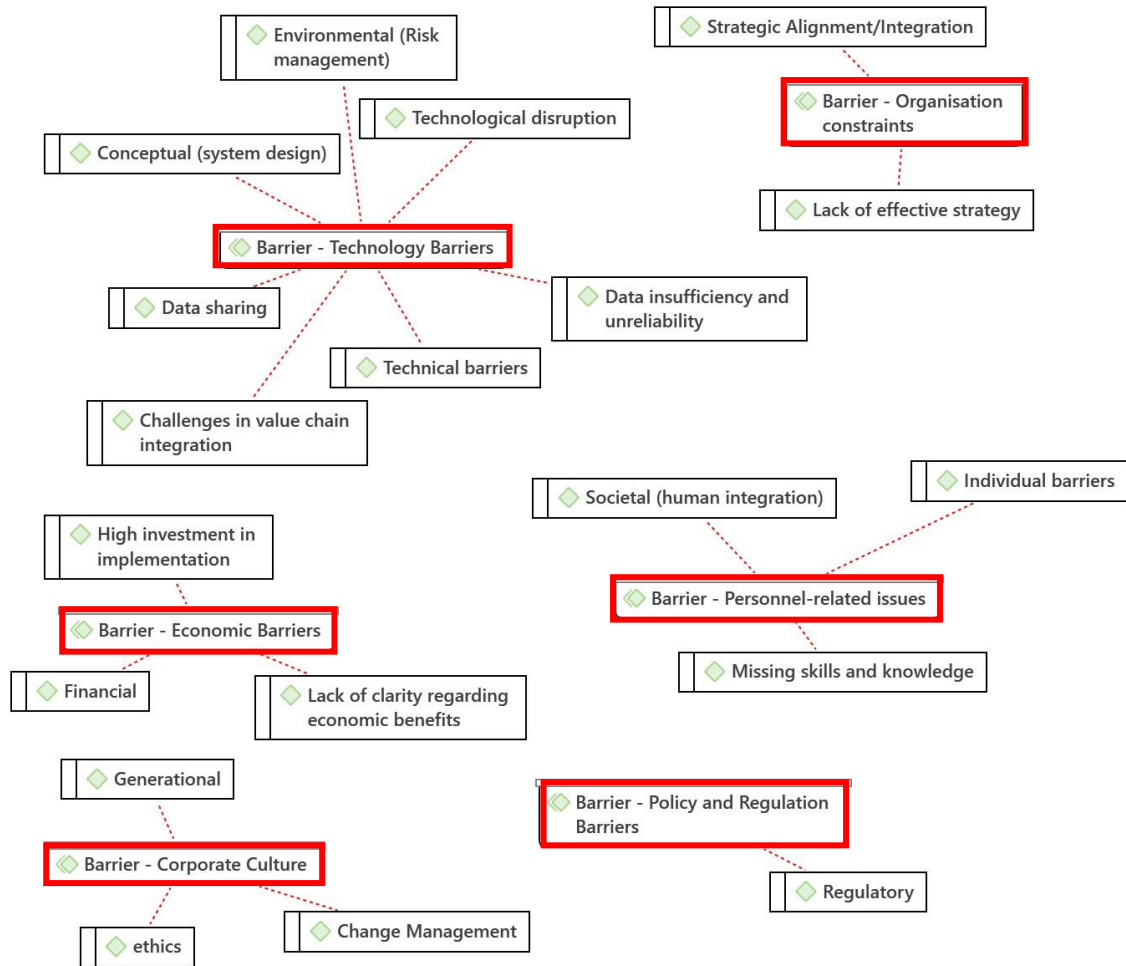 Environmental (Risk
management)
Strategic Alignment/Integration
Technological disruption
Barrier - Organisation
constraints
Conceptual (system design)
Lack of effective strategy
Barrier - Technology Barriers
Data sharing
Data insufficiency and
unreliability
Technical barriers
Challenges in value chain
integration
Societal (human integration)
Individual barriers
High investment in
implementation
Barrier - Personnel-related issues
Barrier - Economic Barriers
Missing skills and knowledge
Financial
Lack of clarity regarding
economic benefits
Generational
Barrier - Policy and Regulation
Barriers
Barrier - Corporate Culture
Regulatory
ethics
Change Management